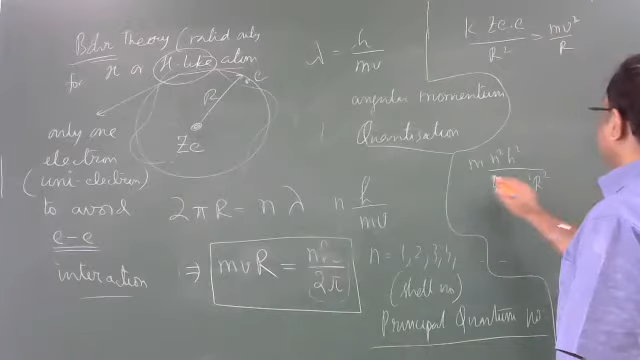 Bohr Theory (valid only
for H or H-like atom
only one
electron
(uni-electron)
to avoid
e-e
interaction
e
R
Ze
λ = h/mv
angular momentum
Quantisation
2πR = nλ n h/mv
⇒ mvR = nh/2π
n = 1, 2, 3, 4,
(shell no)
Principal Quantum no
k Ze.e/R² = mv²/R
m n²h²
R²